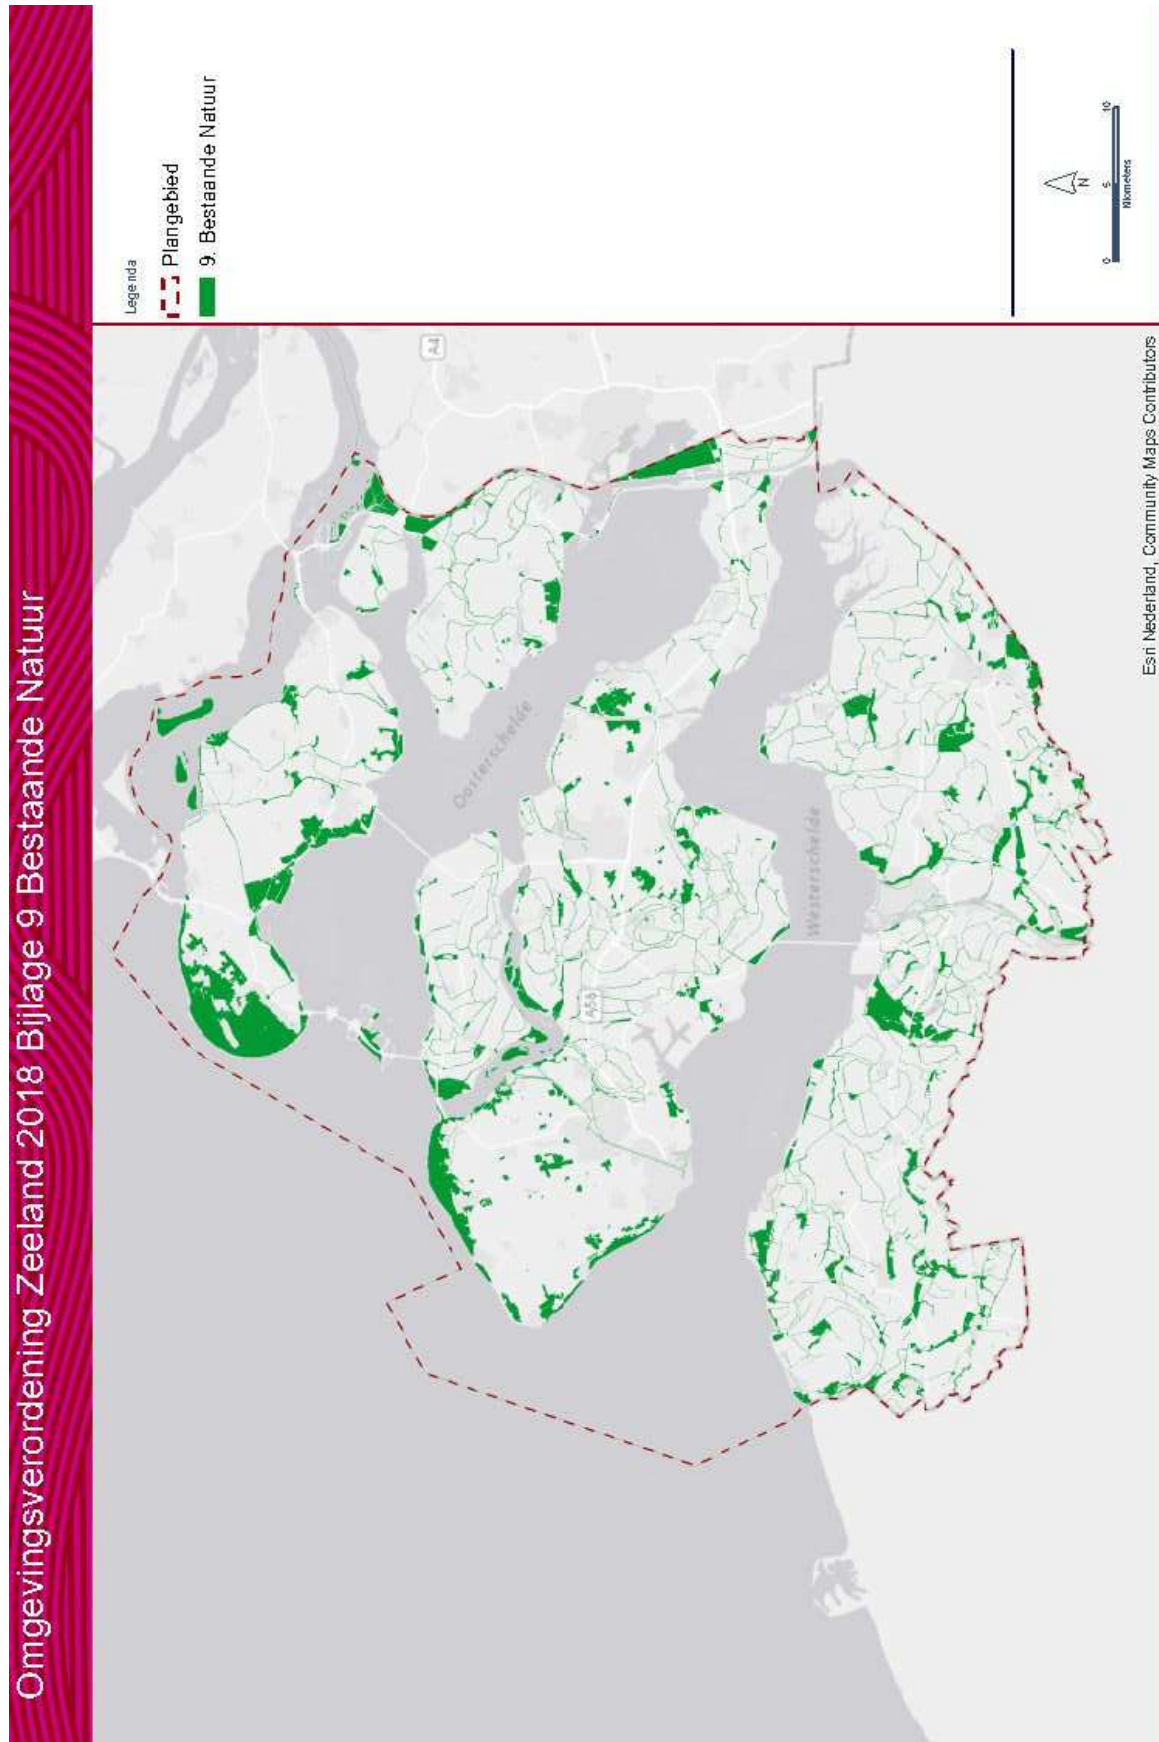 Omgevingsverordening Zeeland 2018 Bijlage 9 Bestaande Natuur
Legenda
Plangebied
9. Bestaande Natuur
A4
Oosterschelde
A58
Westerschelde
N
0 5 10
Kilometers
Esri Nederland, Community Maps Contributors